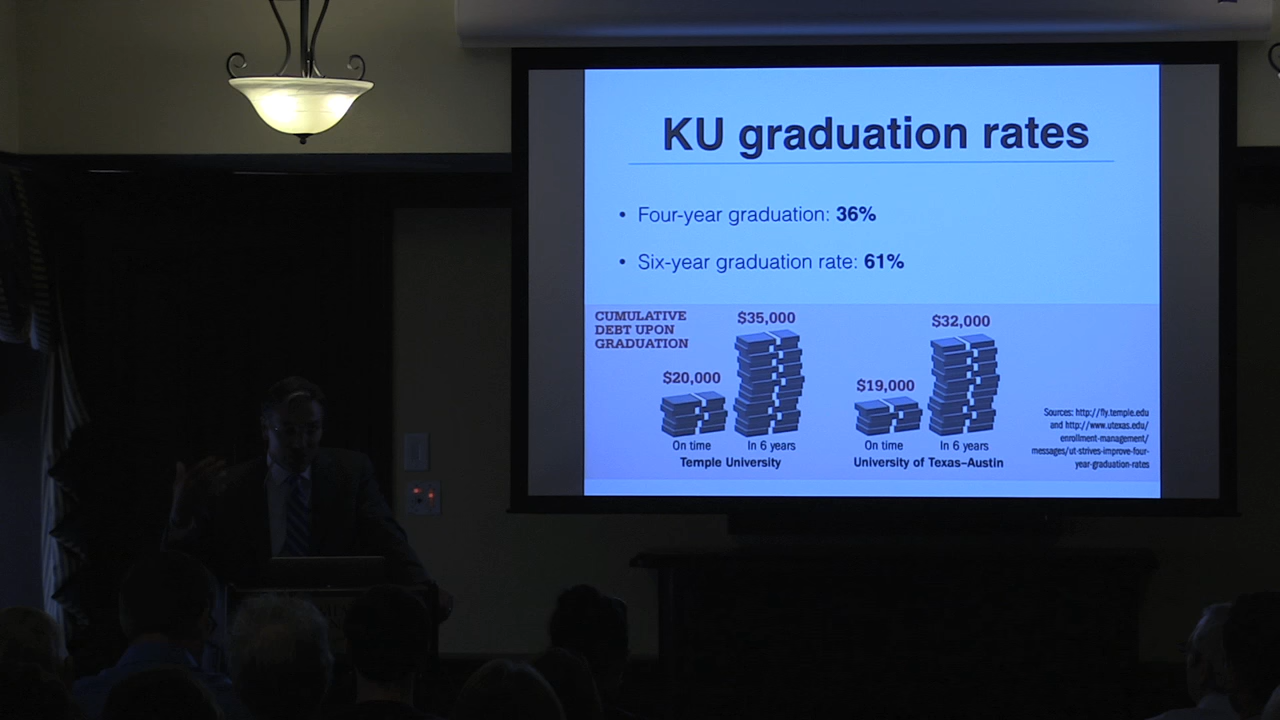 KU graduation rates
• Four-year graduation: 36%
• Six-year graduation rate: 61%
CUMULATIVE
DEBT UPON
GRADUATION
$20,000
$35,000
On time
In 6 years
Temple University
$19,000
$32,000
On time
In 6 years
University of Texas–Austin
Sources: http://fly.temple.edu
and http://www.utexas.edu/
enrollment-management/
messages/ut-strives-improve-four-
year-graduation-rates